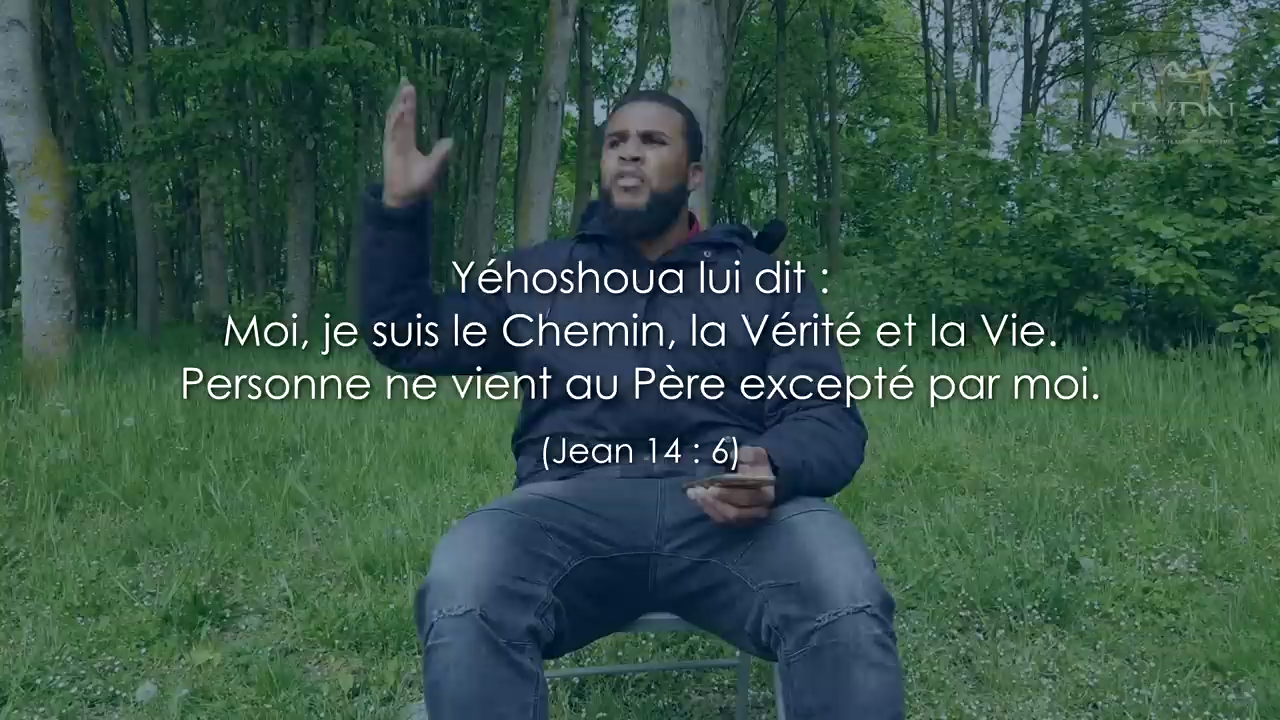 Yéhoshoua lui dit :
Moi, je suis le Chemin, la Vérité et la Vie.
Personne ne vient au Père excepté par moi.
(Jean 14 : 6)